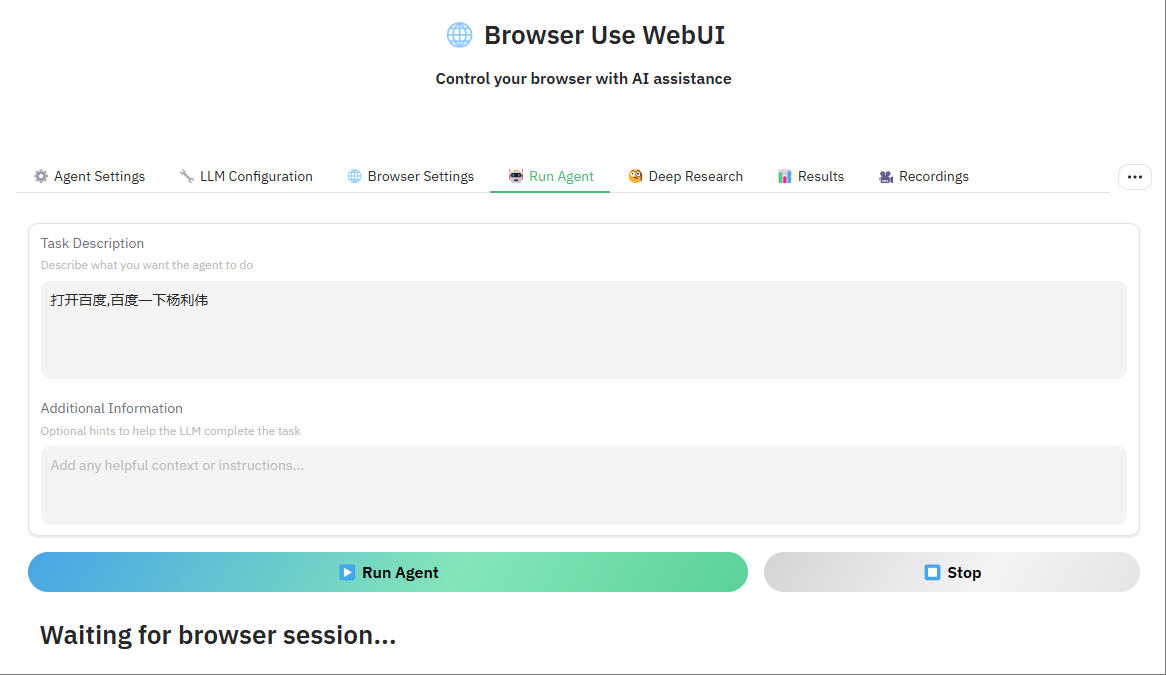 Browser Use WebUI
Control your browser with AI assistance
Agent Settings LLM Configuration Browser Settings Run Agent Deep Research Results Recordings
Task Description
Describe what you want the agent to do
打开百度,百度一下杨利伟
Additional Information
Optional hints to help the LLM complete the task
Add any helpful context or instructions...
Run Agent Stop
Waiting for browser session...